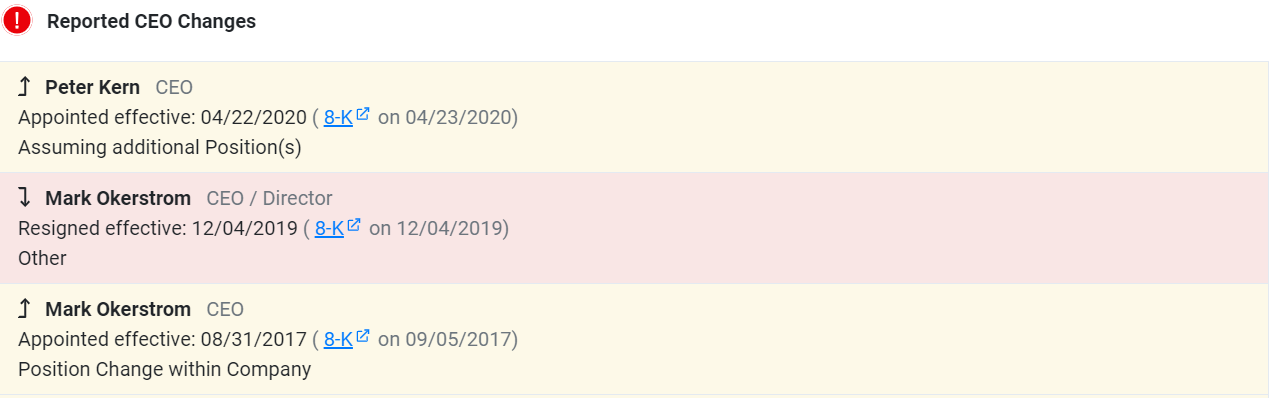 Reported CEO Changes
Peter Kern CEO
Appointed effective: 04/22/2020 ( 8-K on 04/23/2020)
Assuming additional Position(s)
Mark Okerstrom CEO / Director
Resigned effective: 12/04/2019 ( 8-K on 12/04/2019)
Other
Mark Okerstrom CEO
Appointed effective: 08/31/2017 ( 8-K on 09/05/2017)
Position Change within Company